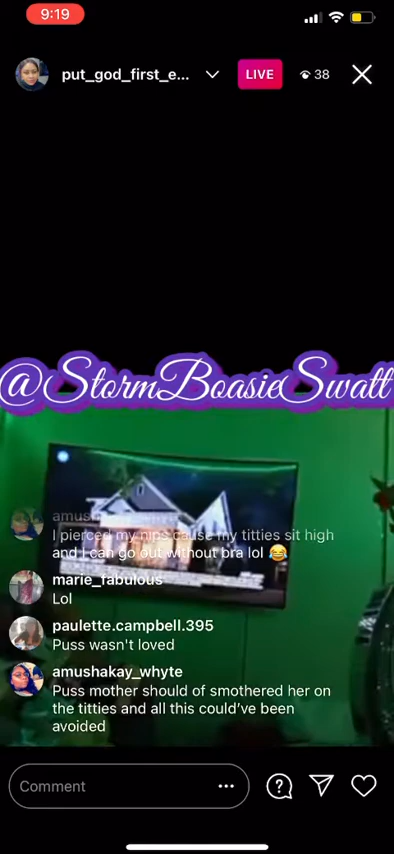 9:19
put_god_first_e...
LIVE
38
@StormBoasieSwatt
I pierced my nips cause my titties sit high
and I can go out without bra lol 😂
marie_fabulous
Lol
paulette.campbell.395
Puss wasn't loved
amushakay_whyte
Puss mother should of smothered her on
the titties and all this could've been
avoided
Comment